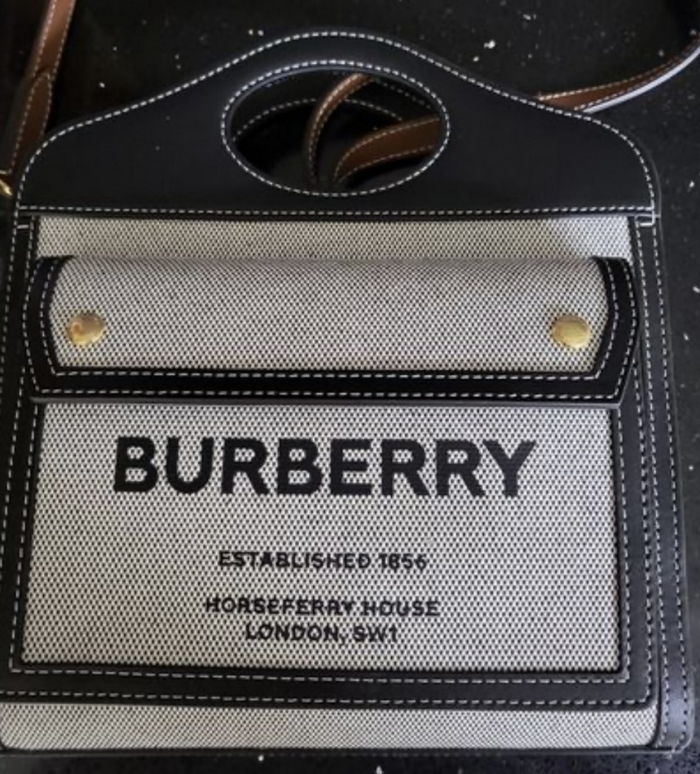 BURBERRY
ESTABLISHED 1856
HORSEFERRY HOUSE
LONDON, SW1